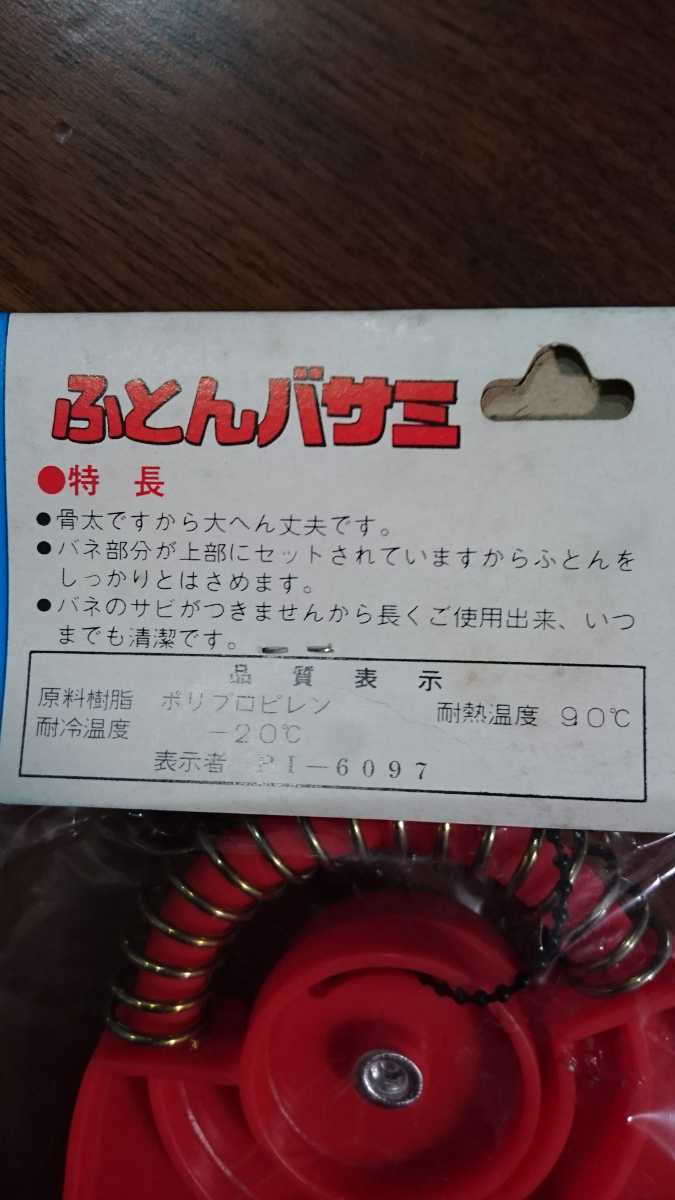 ふとんバサミ
●特長
●骨太ですから大へん丈夫です。
●バネ部分が上部にセットされていますからふとんを
しっかりとはさめます。
●バネのサビがつきませんから長くご使用出来、いつ
までも清潔です。
品質表示
原料樹脂 ポリプロピレン 耐熱温度 90℃
耐冷温度 -20℃
表示者 PI-6097